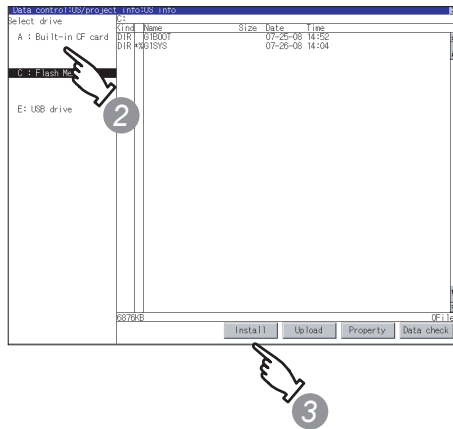 Data control:OS/project info:OS info
Select drive
C:
Kind Name Size Date Time
A : Built-in CF card
DIR G1BOOT 07-25-08 14:52
DIR *%G1SYS 07-26-08 14:04
C : Flash Me
E: USB drive
2
6876KB 0File
Install Upload Property Data check
3